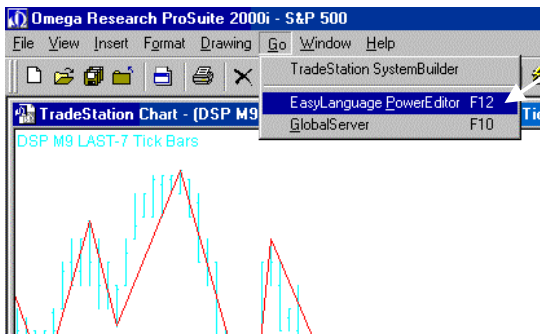 Omega Research ProSuite 2000i - S&P 500
File View Insert Format Drawing Go Window Help
TradeStation SystemBuilder
EasyLanguage PowerEditor F12
GlobalServer F10
TradeStation Chart - (DSP M9
DSP M9 LAST-7 Tick Bars